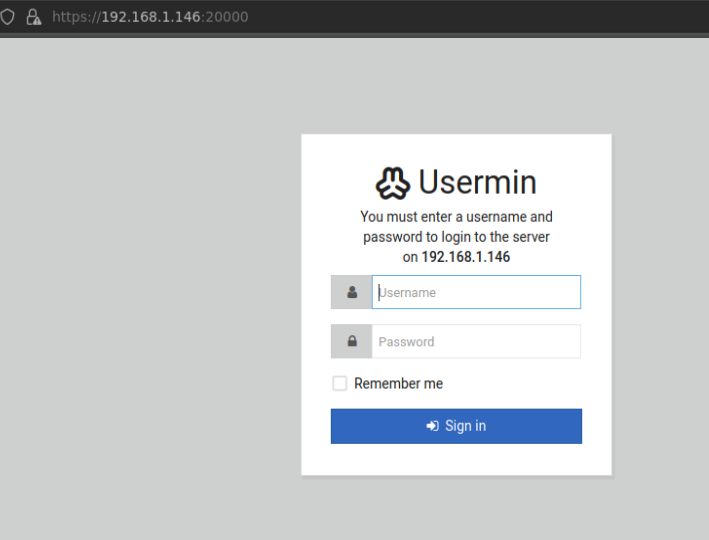 https://192.168.1.146:20000
Usermin
You must enter a username and
password to login to the server
on 192.168.1.146
Username
Password
Remember me
Sign in